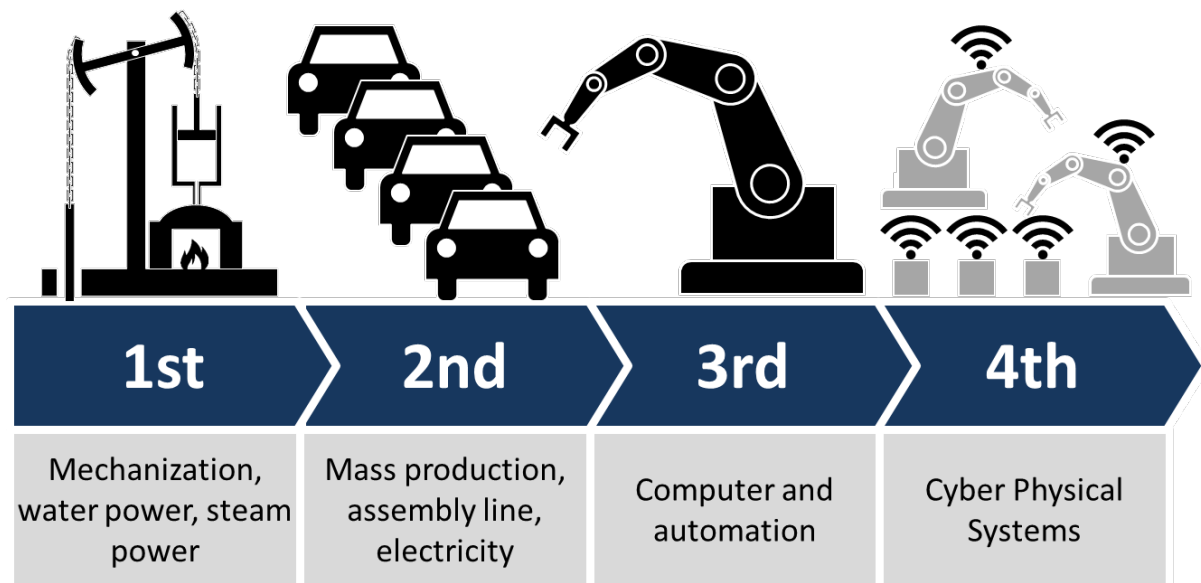 1st
2nd
3rd
4th
Mechanization,
water power, steam
power
Mass production,
assembly line,
electricity
Computer and
automation
Cyber Physical
Systems